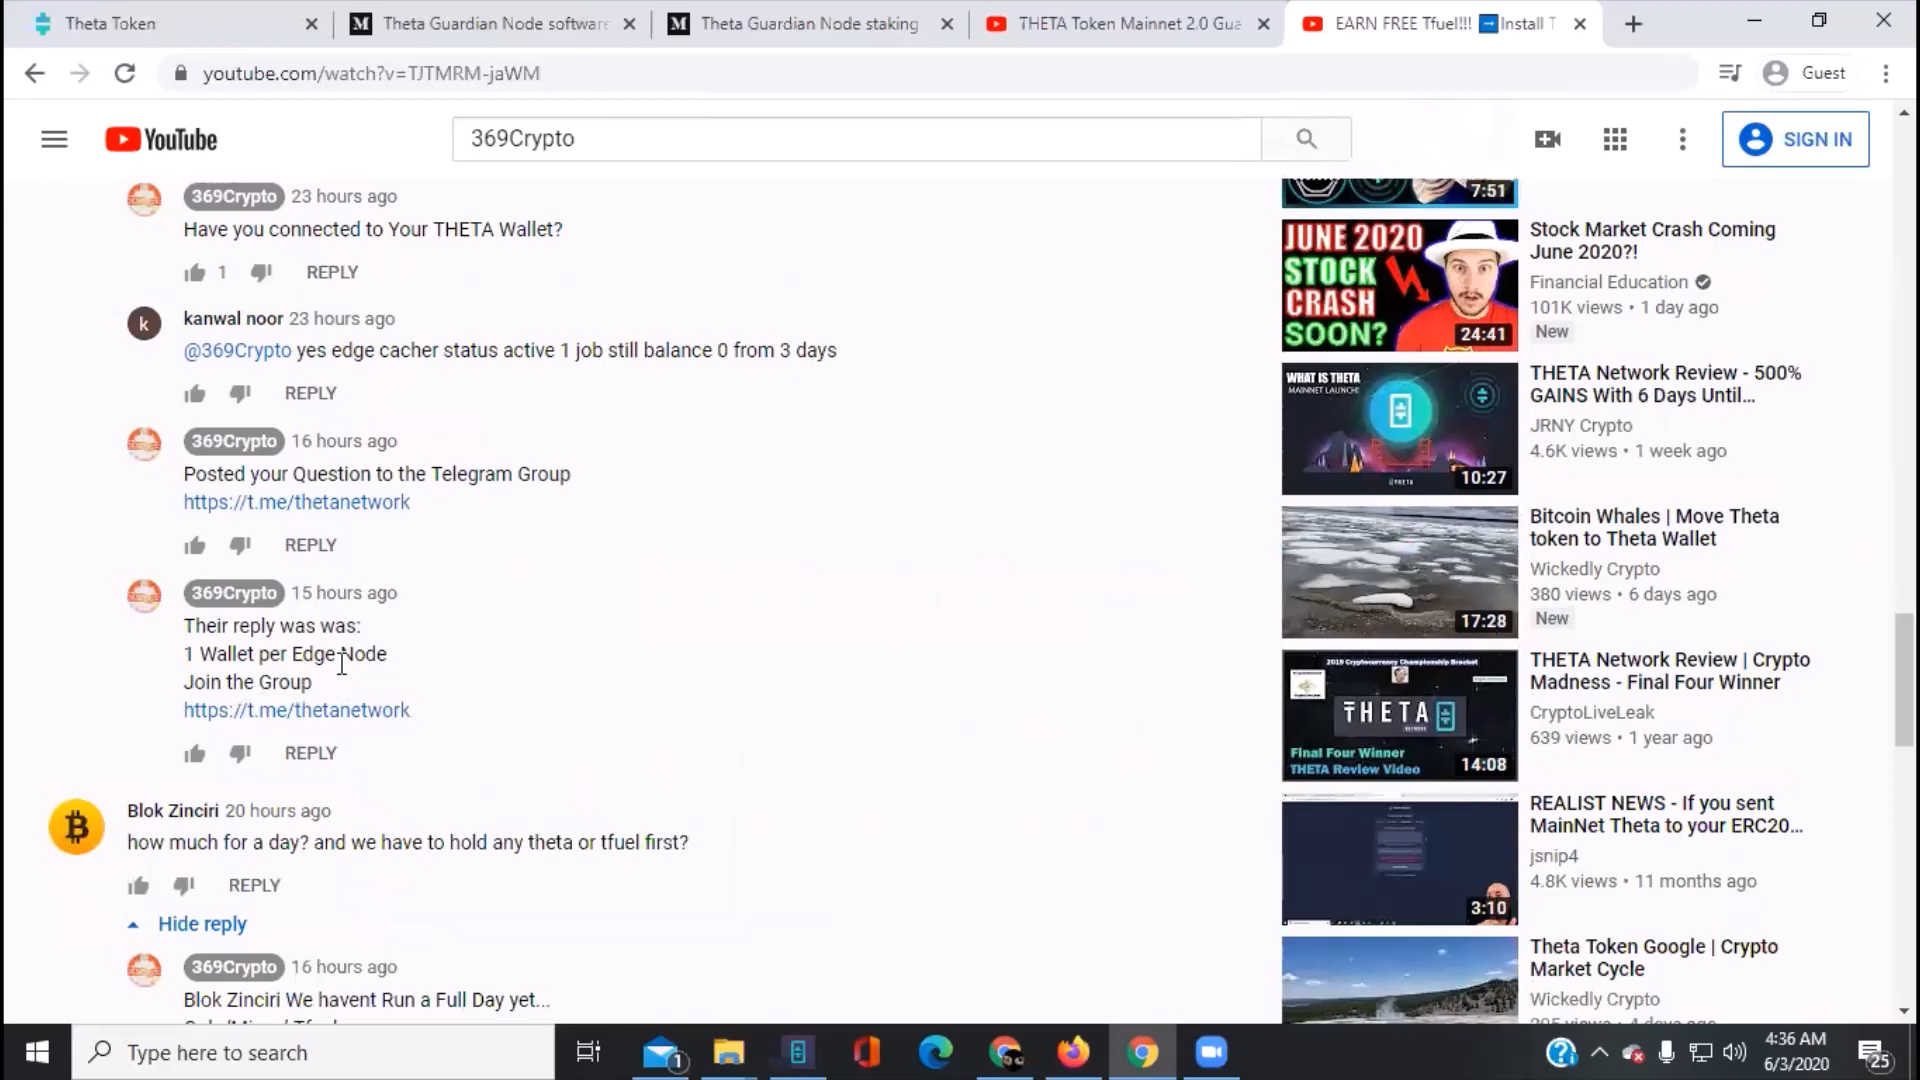 Theta Token
Theta Guardian Node software
Theta Guardian Node staking
THETA Token Mainnet 2.0 Gua
EARN FREE Tfuel!!! ➡️Install T
youtube.com/watch?v=TJTMRM-jaWM
Guest
YouTube
369Crypto
SIGN IN
369Crypto 23 hours ago
Have you connected to Your THETA Wallet?
1 REPLY
k
kanwal noor 23 hours ago
@369Crypto yes edge cacher status active 1 job still balance 0 from 3 days
REPLY
369Crypto 16 hours ago
Posted your Question to the Telegram Group
https://t.me/thetanetwork
REPLY
369Crypto 15 hours ago
Their reply was was:
1 Wallet per Edge Node
Join the Group
https://t.me/thetanetwork
REPLY
Blok Zinciri 20 hours ago
how much for a day? and we have to hold any theta or tfuel first?
REPLY
Hide reply
369Crypto 16 hours ago
Blok Zinciri We havent Run a Full Day yet...
7:51
JUNE 2020
STOCK
CRASH
SOON?
24:41
Stock Market Crash Coming
June 2020?!
Financial Education
101K views • 1 day ago
New
WHAT IS THETA
MAINNET LAUNCH!
THETA
10:27
THETA Network Review - 500%
GAINS With 6 Days Until...
JRNY Crypto
4.6K views • 1 week ago
17:28
Bitcoin Whales | Move Theta
token to Theta Wallet
Wickedly Crypto
380 views • 6 days ago
New
2019 Cryptocurrency Championship Bracket
THETA
Final Four Winner
THETA Review Video
14:08
THETA Network Review | Crypto
Madness - Final Four Winner
CryptoLiveLeak
639 views • 1 year ago
3:10
REALIST NEWS - If you sent
MainNet Theta to your ERC20...
jsnip4
4.8K views • 11 months ago
Theta Token Google | Crypto
Market Cycle
Wickedly Crypto
Type here to search
1
4:36 AM
6/3/2020
25